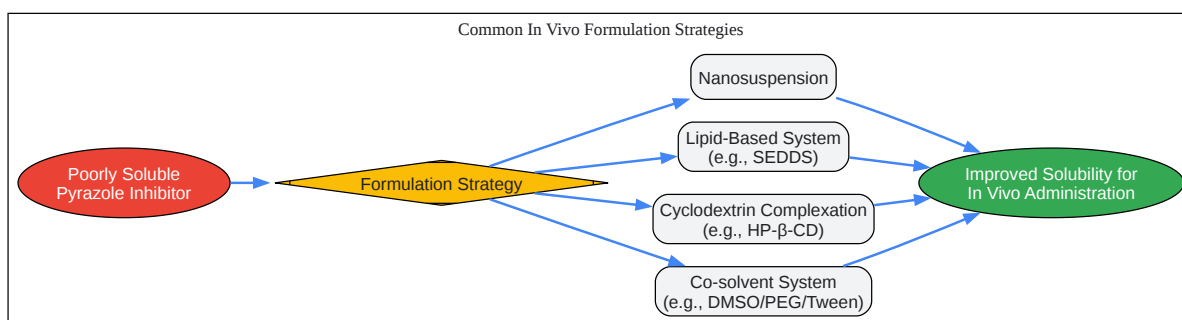 Common In Vivo Formulation Strategies
Poorly Soluble
Pyrazole Inhibitor
Formulation Strategy
Nanosuspension
Lipid-Based System
(e.g., SEDDS)
Cyclodextrin Complexation
(e.g., HP-β-CD)
Co-solvent System
(e.g., DMSO/PEG/Tween)
Improved Solubility for
In Vivo Administration